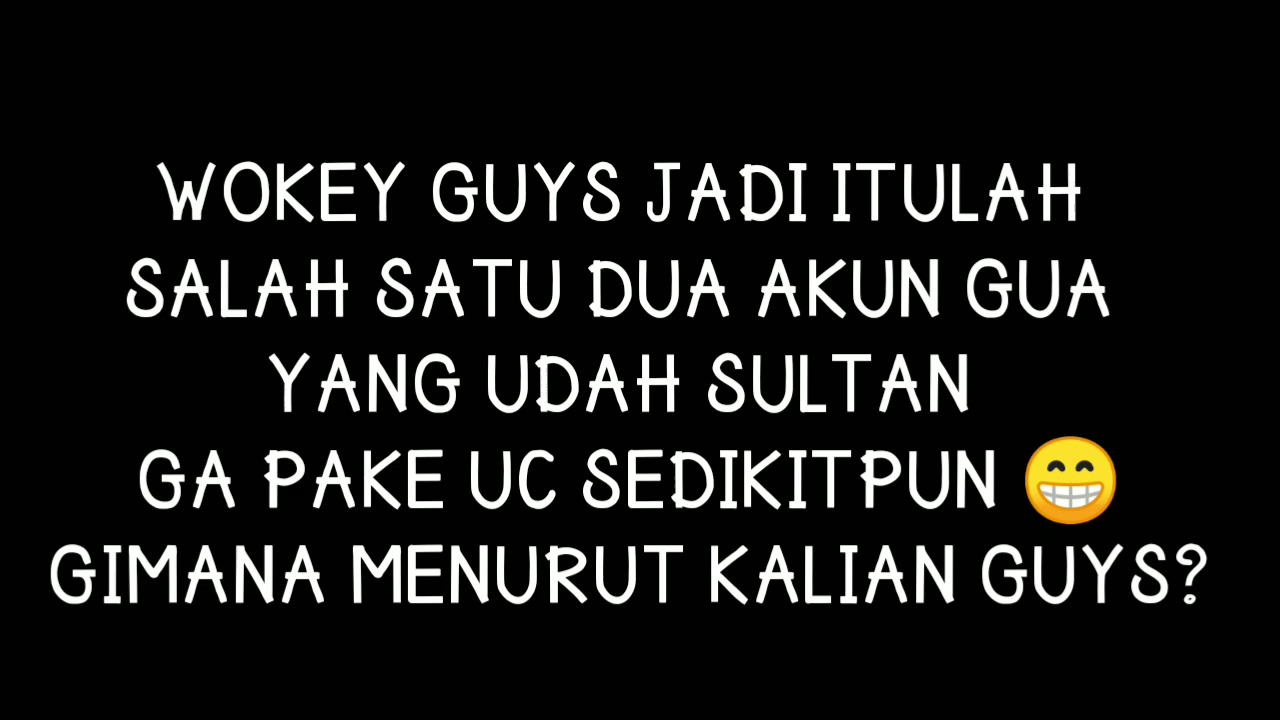 WOKEY GUYS JADI ITULAH
SALAH SATU DUA AKUN GUA
YANG UDAH SULTAN
GA PAKE UC SEDIKITPUN 😁
GIMANA MENURUT KALIAN GUYS?